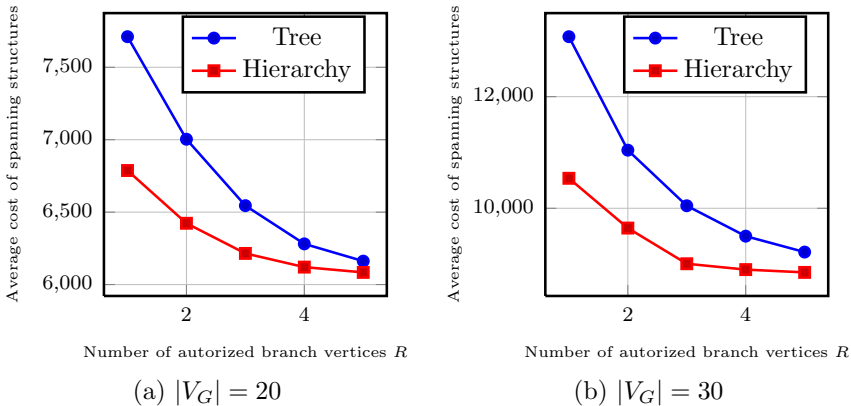 Average cost of spanning structures
7,500
7,000
6,500
6,000
2
4
Tree
Hierarchy
Number of autorized branch vertices R
(a) |V_G| = 20
Average cost of spanning structures
12,000
10,000
2
4
Tree
Hierarchy
Number of autorized branch vertices R
(b) |V_G| = 30